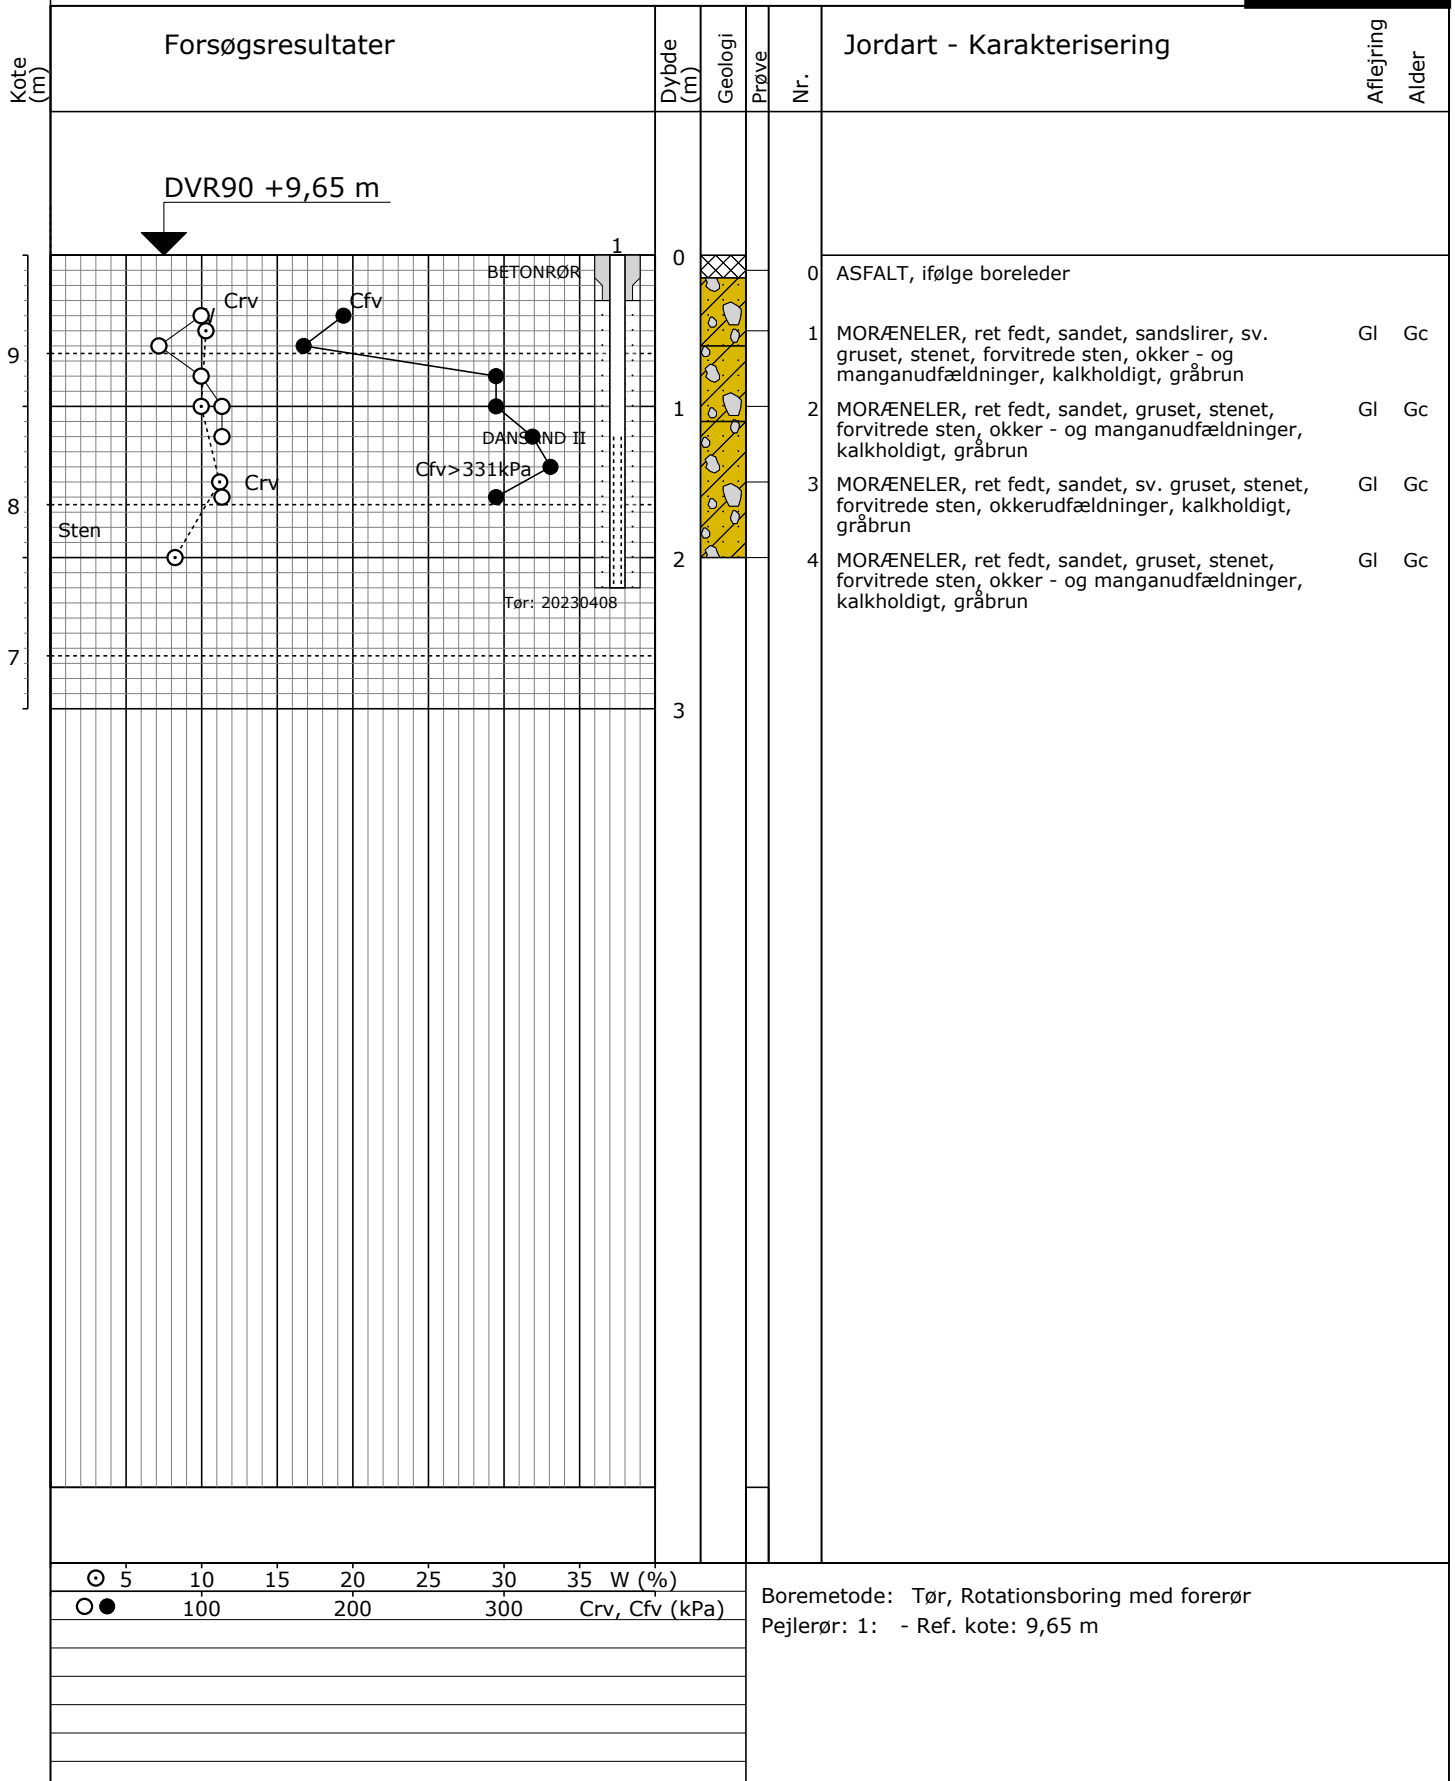 Kote
(m)
Forsøgsresultater
Dybde
(m)
Geologi
Prøve
Nr.
Jordart - Karakterisering
Aflejring
Alder
DVR90 +9,65 m
1
BETONRØR
0
0 ASFALT, ifølge boreleder
Crv
Cfv
9
1 MORÆNELER, ret fedt, sandet, sandslirer, sv. Gl Gc
gruset, stenet, forvitrede sten, okker - og
manganudfældninger, kalkholdigt, gråbrun
1
2 MORÆNELER, ret fedt, sandet, gruset, stenet, Gl Gc
forvitrede sten, okker - og manganudfældninger,
kalkholdigt, gråbrun
DANSAND II
Cfv>331kPa
Crv
3 MORÆNELER, ret fedt, sandet, sv. gruset, stenet, Gl Gc
forvitrede sten, okkerudfældninger, kalkholdigt,
gråbrun
8
Sten
2
4 MORÆNELER, ret fedt, sandet, gruset, stenet, Gl Gc
forvitrede sten, okker - og manganudfældninger,
kalkholdigt, gråbrun
Tør: 20230408
7
3
5 10 15 20 25 30 35 W (%)
100 200 300 Crv, Cfv (kPa)
Boremetode: Tør, Rotationsboring med forerør
Pejlerør: 1: - Ref. kote: 9,65 m